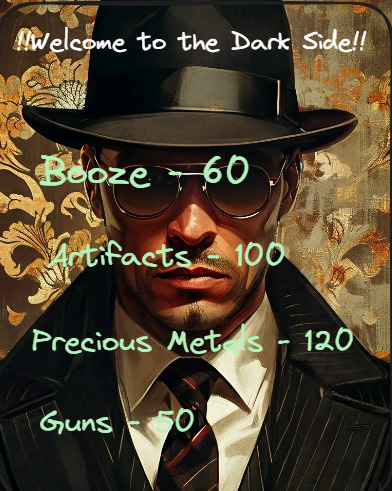 !!Welcome to the Dark Side!!
Booze - 60
Artifacts - 100
Precious Metals - 120
Guns - 50